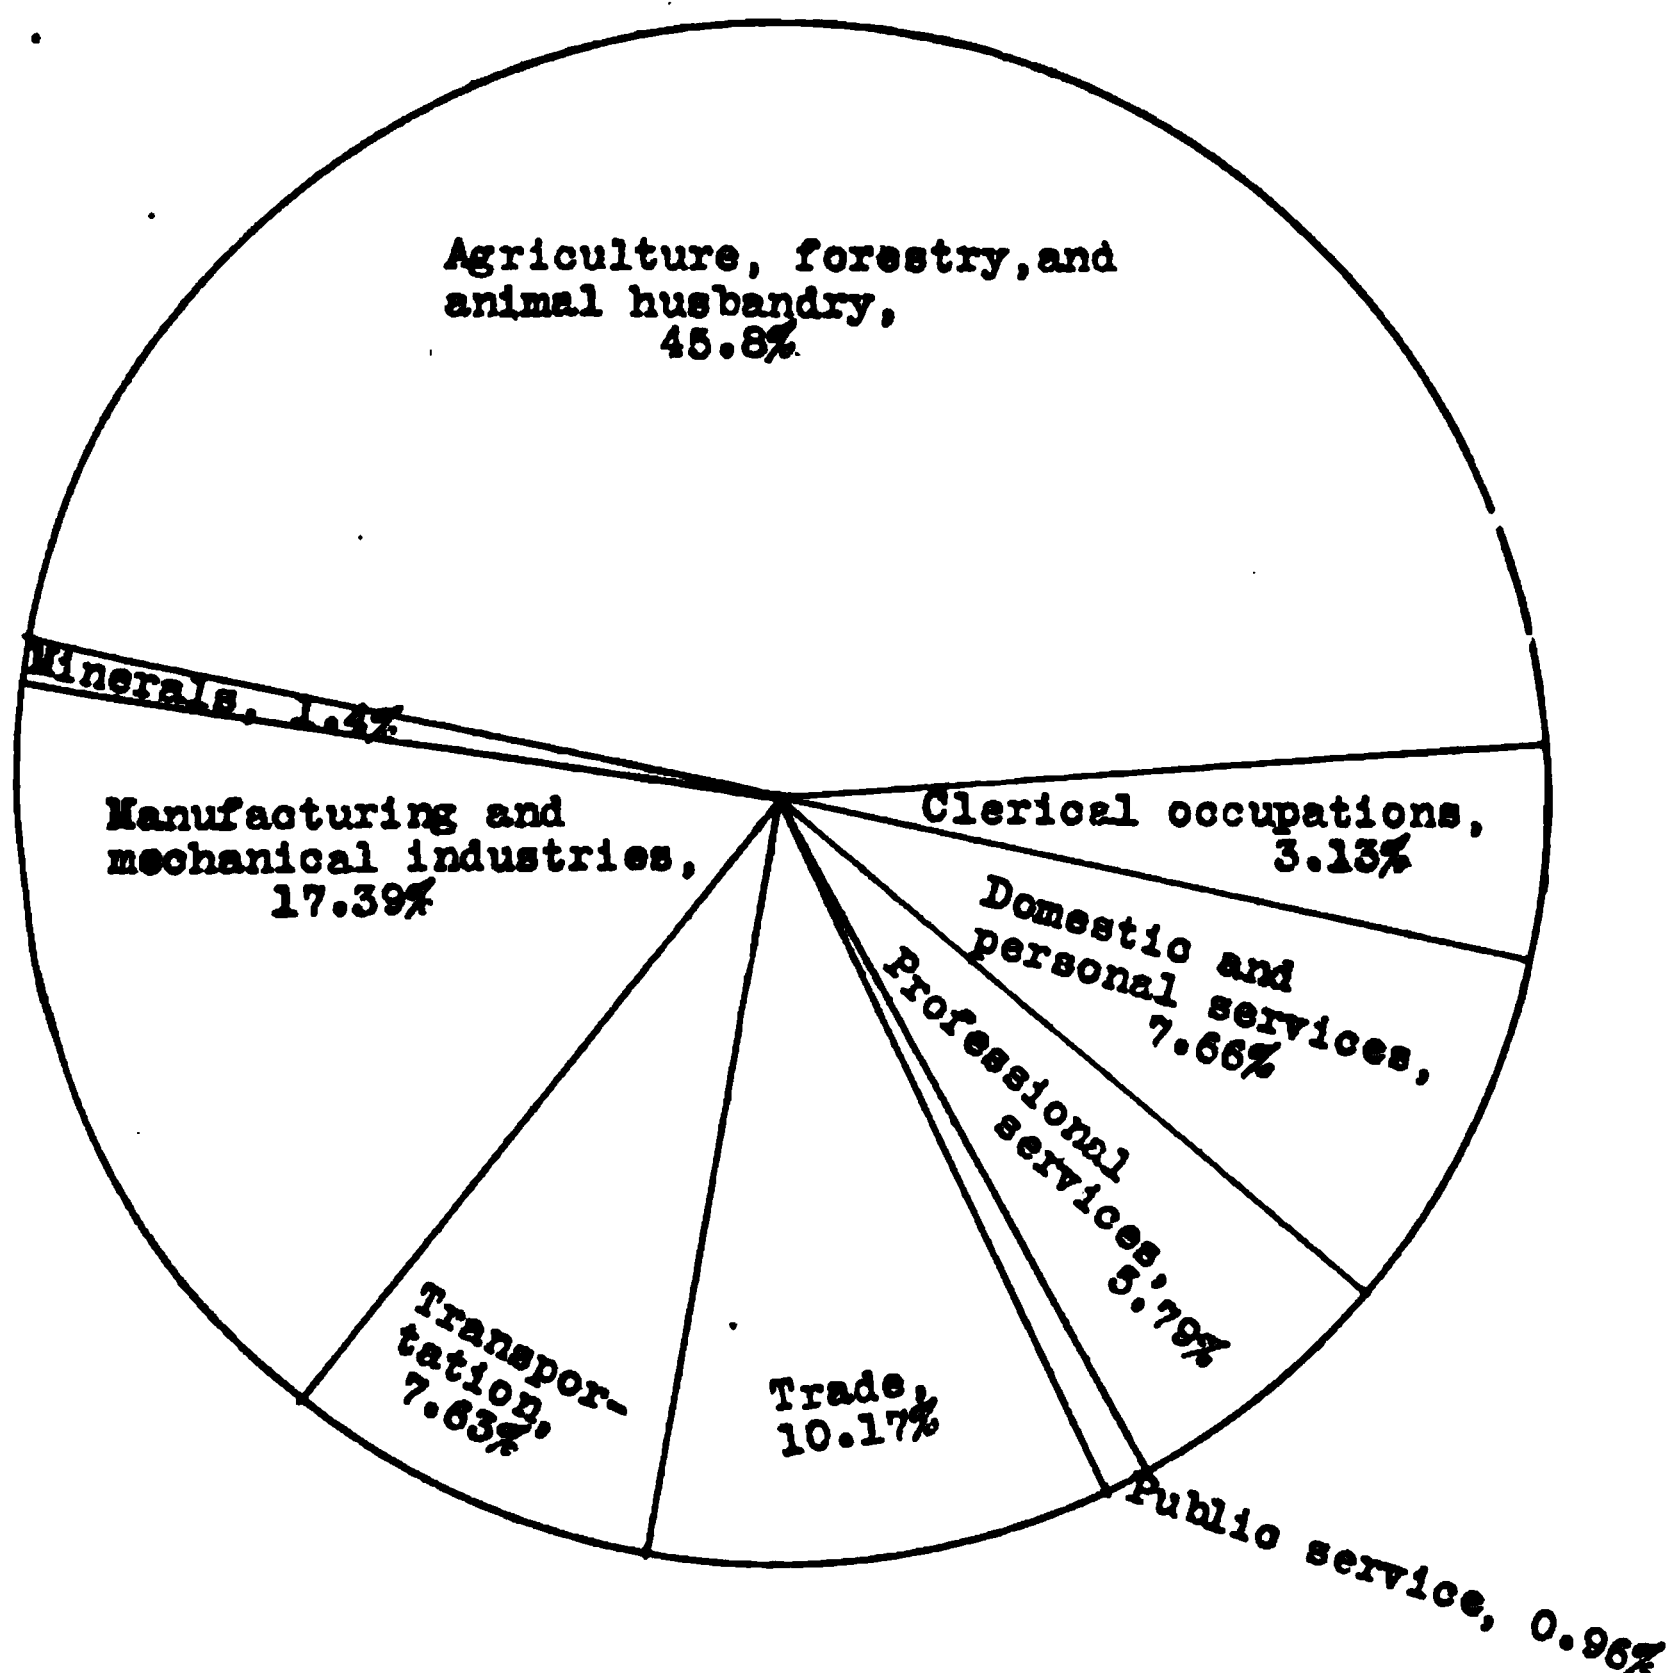 Agriculture, forestry,and
animal husbandry,
45.8%
Minerals, 1.4%
Manufacturing and
mechanical industries,
17.39%
Clerical occupations,
3.13%
Domestic and
personal services,
7.66%
Professional
services,
5.79%
Transpor-
tation,
7.63%
Trade,
10.17%
Public service, 0.96%